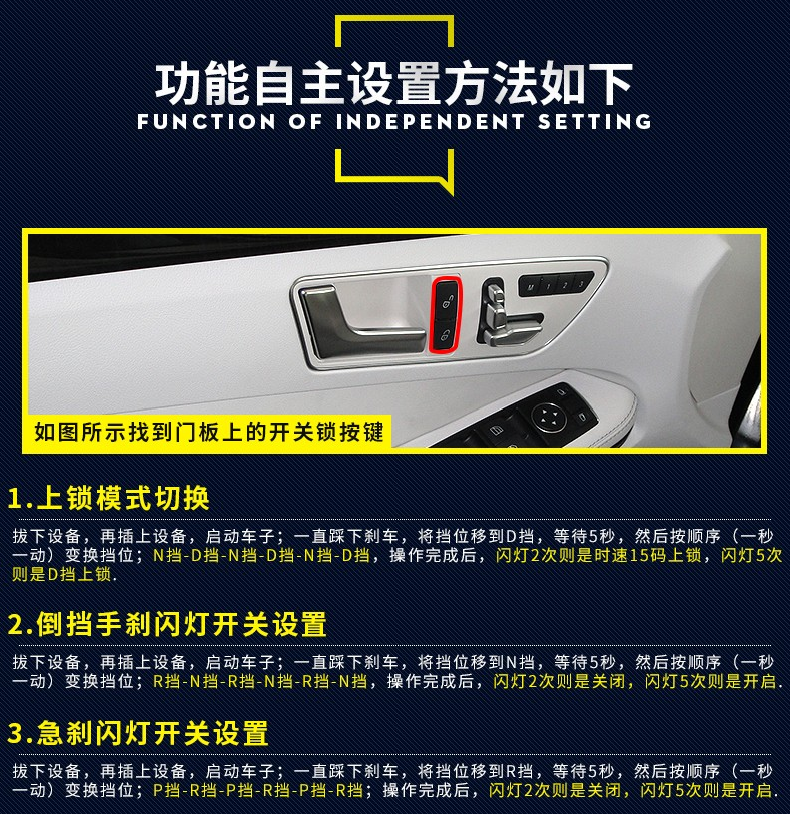 功能自主设置方法如下
FUNCTION OF INDEPENDENT SETTING
M 1 2 3
如图所示找到门板上的开关锁按键
1.上锁模式切换
拔下设备，再插上设备，启动车子；一直踩下刹车，将挡位移到D挡，等待5秒，然后按顺序（一秒
一动）变换挡位；N挡-D挡-N挡-D挡-N挡-D挡，操作完成后，闪灯2次则是时速15码上锁，闪灯5次
则是D挡上锁.
2.倒挡手刹闪灯开关设置
拔下设备，再插上设备，启动车子；一直踩下刹车，将挡位移到N挡，等待5秒，然后按顺序（一秒
一动）变换挡位；R挡-N挡-R挡-N挡-R挡-N挡，操作完成后，闪灯2次则是关闭，闪灯5次则是开启.
3.急刹闪灯开关设置
拔下设备，再插上设备，启动车子；一直踩下刹车，将挡位移到R挡，等待5秒，然后按顺序（一秒
一动）变换挡位；P挡-R挡-P挡-R挡-P挡-R挡；操作完成后，闪灯2次则是关闭，闪灯5次则是开启.